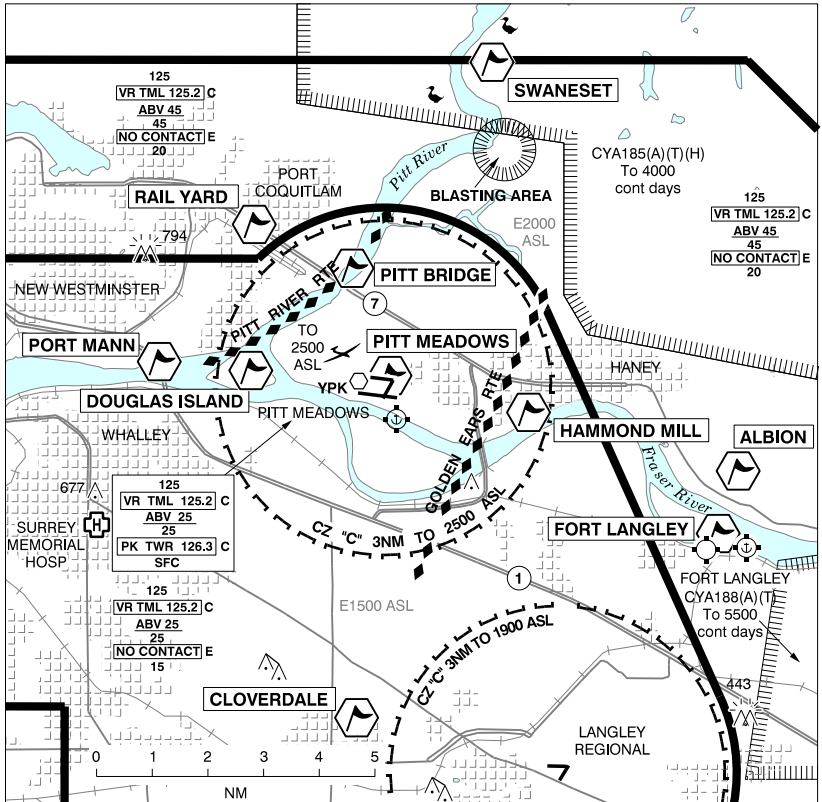 SWANESET
125
VR TML 125.2 C
ABV 45
45
NO CONTACT E
20
Pitt River
CYA185(A)(T)(H)
To 4000
cont days
PORT
COQUITLAM
RAIL YARD
BLASTING AREA
125
VR TML 125.2 C
ABV 45
45
NO CONTACT E
20
E2000
ASL
794
PITT BRIDGE
NEW WESTMINSTER
PITT RIVER RTE
7
TO
2500
ASL
PITT MEADOWS
PORT MANN
HANEY
YPK
DOUGLAS ISLAND
PITT MEADOWS
GOLDEN EARS RTE
HAMMOND MILL
WHALLEY
ALBION
Fraser River
677
125
VR TML 125.2 C
ABV 25
25
PK TWR 126.3 C
SFC
H
SURREY
MEMORIAL
HOSP
CZ "C" 3NM TO 2500 ASL
FORT LANGLEY
1
FORT LANGLEY
CYA188(A)(T)
To 5500
cont days
125
VR TML 125.2 C
ABV 25
25
NO CONTACT E
15
E1500 ASL
CZ "C" 3NM TO 1900 ASL
443
CLOVERDALE
LANGLEY
REGIONAL
0 1 2 3 4 5
NM